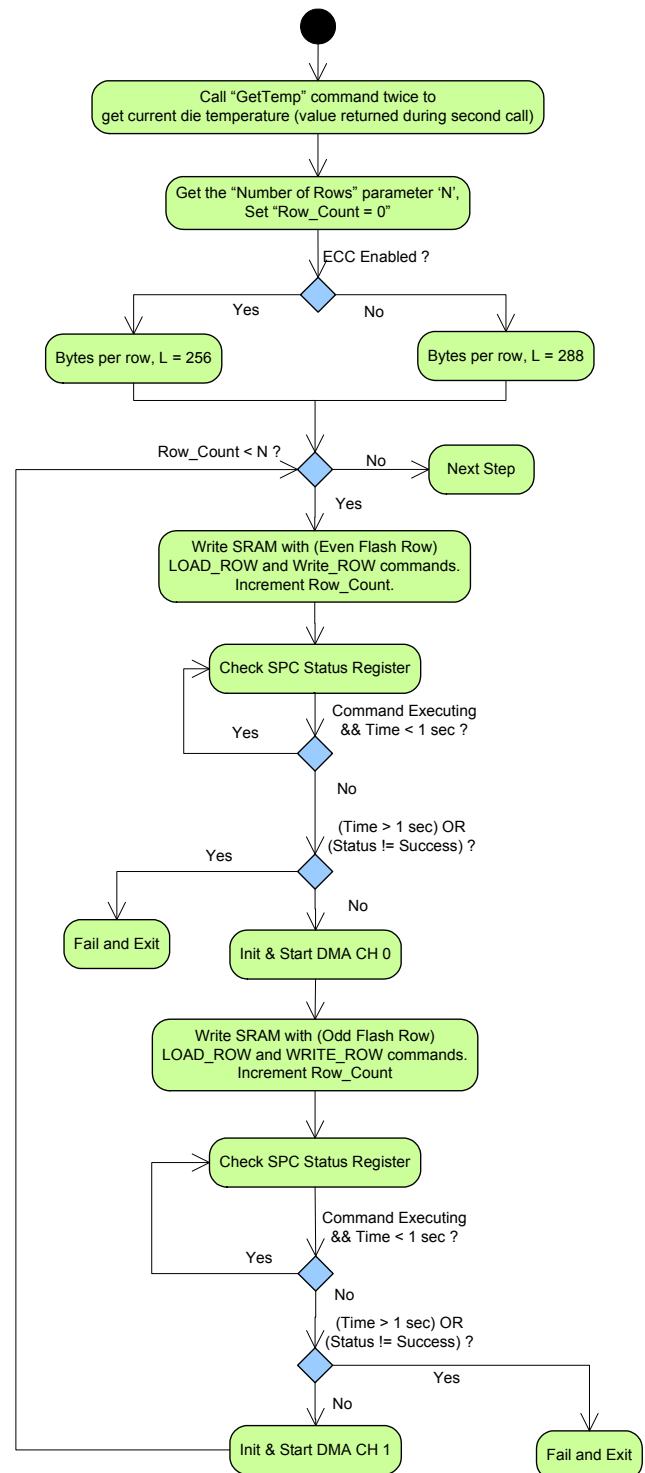 Call “GetTemp” command twice to
get current die temperature (value returned during second call)
Get the “Number of Rows” parameter ‘N’,
Set “Row_Count = 0”
ECC Enabled ?
Yes
No
Bytes per row, L = 256
Bytes per row, L = 288
Row_Count < N ?
No
Next Step
Yes
Write SRAM with (Even Flash Row)
LOAD_ROW and Write_ROW commands.
Increment Row_Count.
Check SPC Status Register
Command Executing
&& Time < 1 sec ?
Yes
No
(Time > 1 sec) OR
(Status != Success) ?
Yes
No
Fail and Exit
Init & Start DMA CH 0
Write SRAM with (Odd Flash Row)
LOAD_ROW and WRITE_ROW commands.
Increment Row_Count
Check SPC Status Register
Command Executing
&& Time < 1 sec ?
Yes
No
(Time > 1 sec) OR
(Status != Success) ?
Yes
No
Init & Start DMA CH 1
Fail and Exit